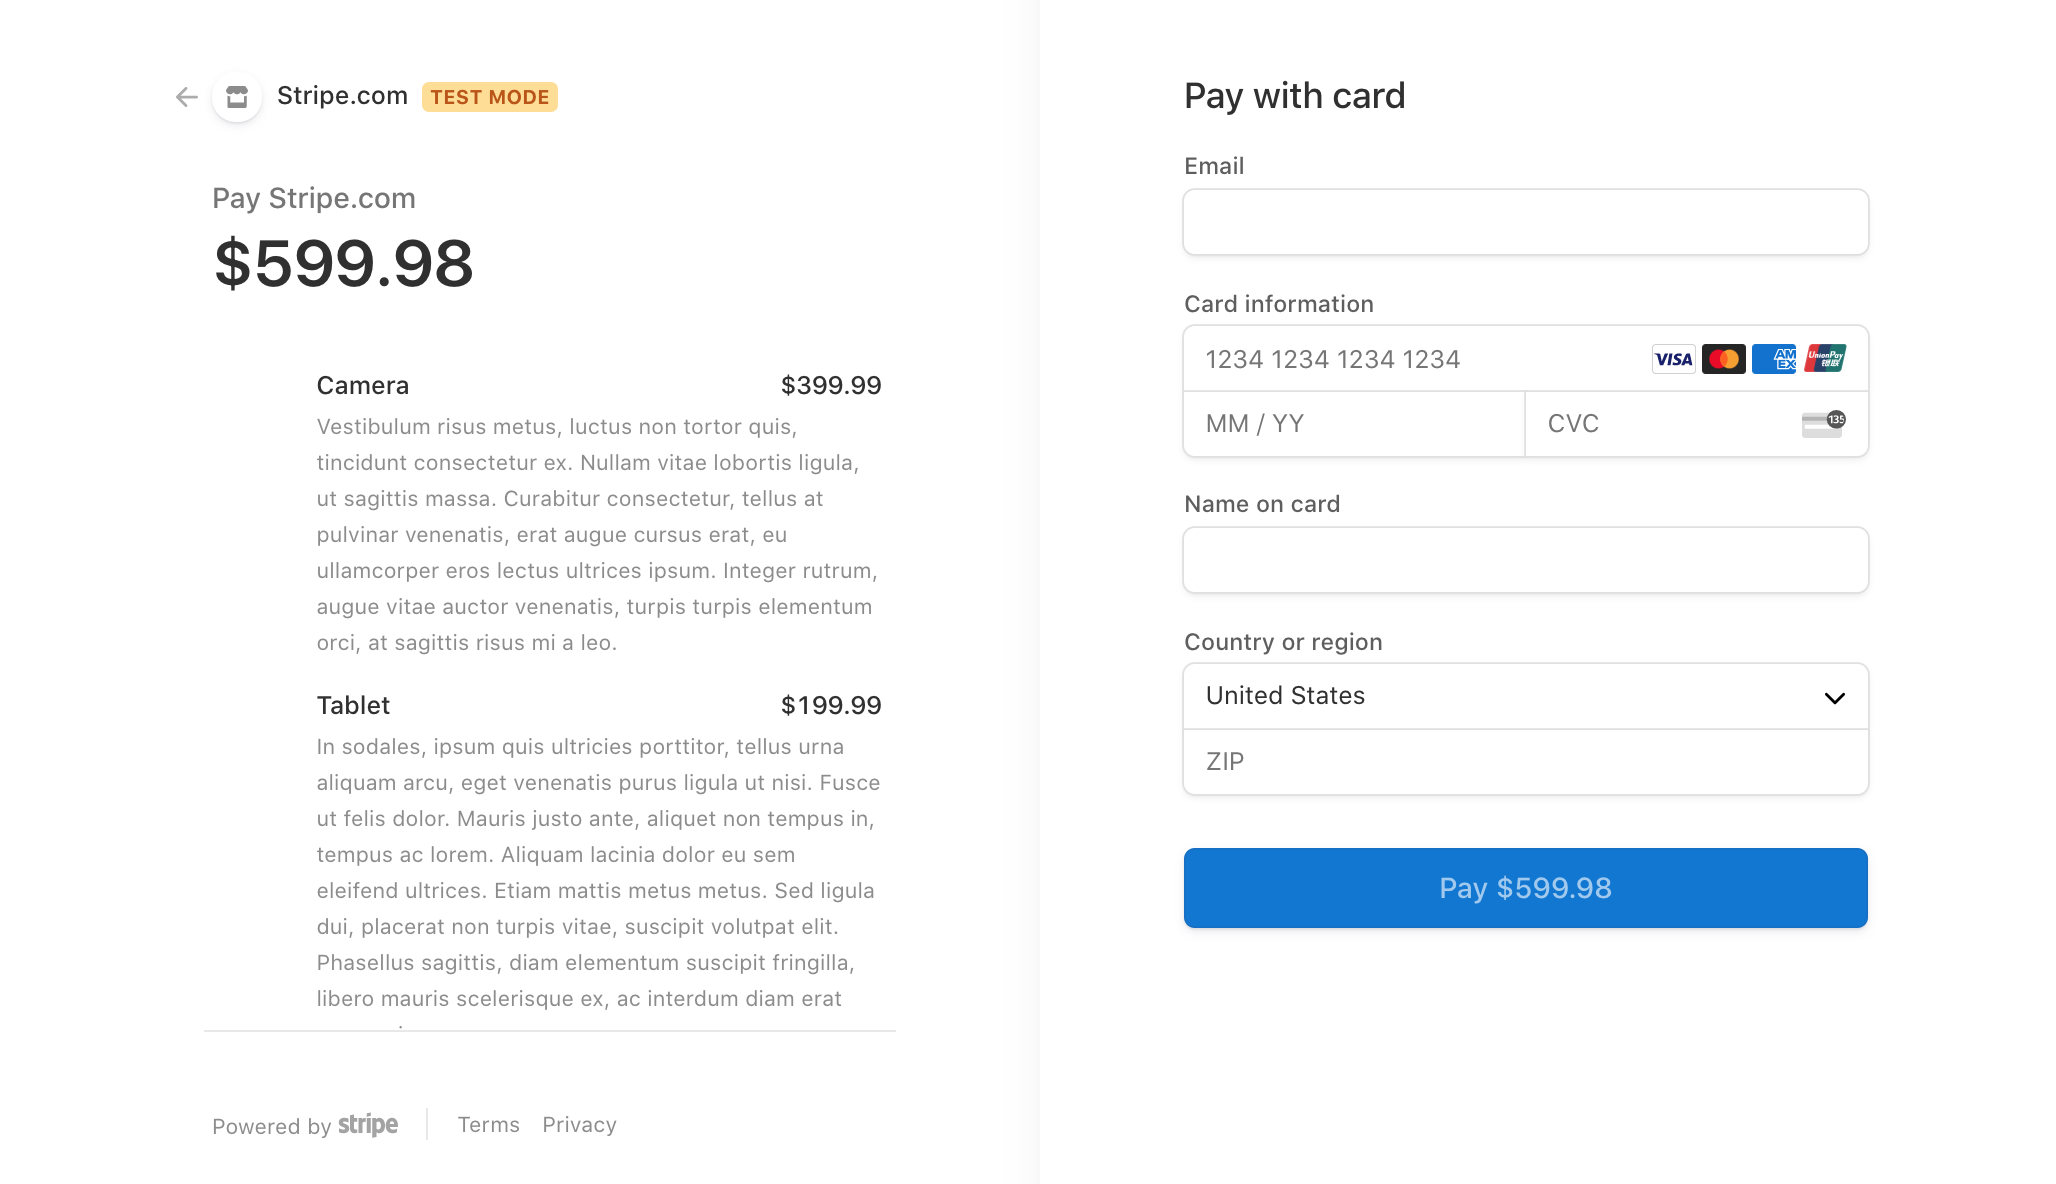 Stripe.com TEST MODE
Pay Stripe.com
$599.98
Camera $399.99
Vestibulum risus metus, luctus non tortor quis,
tincidunt consectetur ex. Nullam vitae lobortis ligula,
ut sagittis massa. Curabitur consectetur, tellus at
pulvinar venenatis, erat augue cursus erat, eu
ullamcorper eros lectus ultrices ipsum. Integer rutrum,
augue vitae auctor venenatis, turpis turpis elementum
orci, at sagittis risus mi a leo.
Tablet $199.99
In sodales, ipsum quis ultricies porttitor, tellus urna
aliquam arcu, eget venenatis purus ligula ut nisi. Fusce
ut felis dolor. Mauris justo ante, aliquet non tempus in,
tempus ac lorem. Aliquam lacinia dolor eu sem
eleifend ultrices. Etiam mattis metus metus. Sed ligula
dui, placerat non turpis vitae, suscipit volutpat elit.
Phasellus sagittis, diam elementum suscipit fringilla,
libero mauris scelerisque ex, ac interdum diam erat
Powered by stripe Terms Privacy
Pay with card
Email
Card information
1234 1234 1234 1234 VISA AM EX UnionPay 银联
MM / YY CVC 135
Name on card
Country or region
United States
ZIP
Pay $599.98